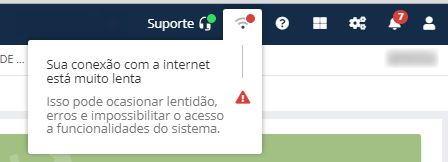 Suporte
7
DE ...
Sua conexão com a internet
está muito lenta
Isso pode ocasionar lentidão,
erros e impossibilitar o acesso
a funcionalidades do sistema.